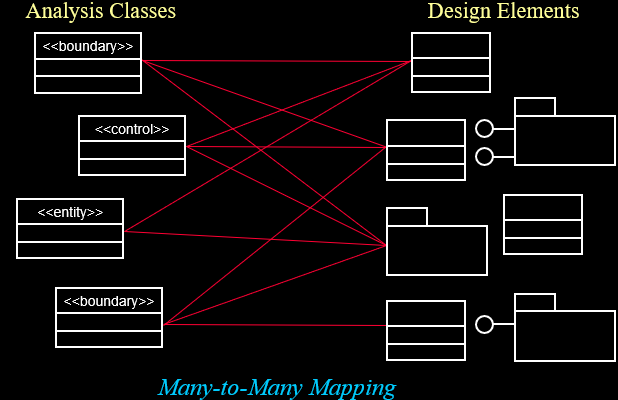 Analysis Classes
Design Elements
<<boundary>>
<<control>>
<<entity>>
<<boundary>>
Many-to-Many Mapping